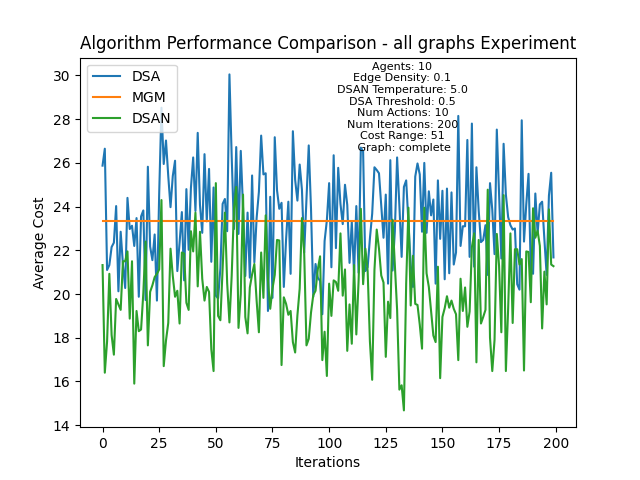 Algorithm Performance Comparison - all graphs Experiment
DSA
MGM
DSAN
Agents: 10
Edge Density: 0.1
DSAN Temperature: 5.0
DSA Threshold: 0.5
Num Actions: 10
Num Iterations: 200
Cost Range: 51
Graph: complete
Average Cost
30
28
26
24
22
20
18
16
14
0
25
50
75
100
125
150
175
200
Iterations